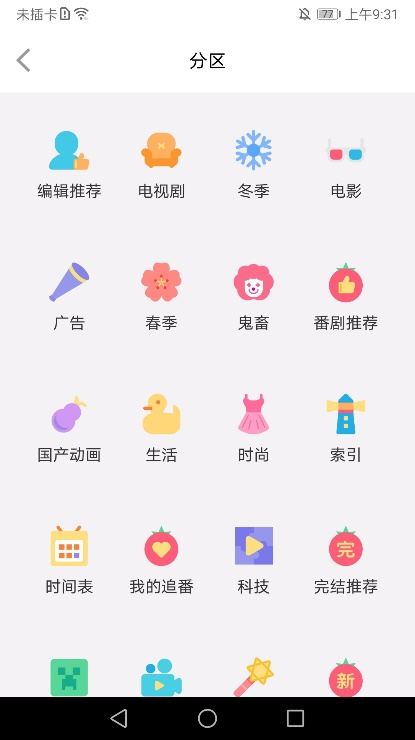 未插卡 77 上午9:31
分区
编辑推荐 电视剧 冬季 电影
广告 春季 鬼畜 番剧推荐
国产动画 生活 时尚 索引
完
时间表 我的追番 科技 完结推荐
新